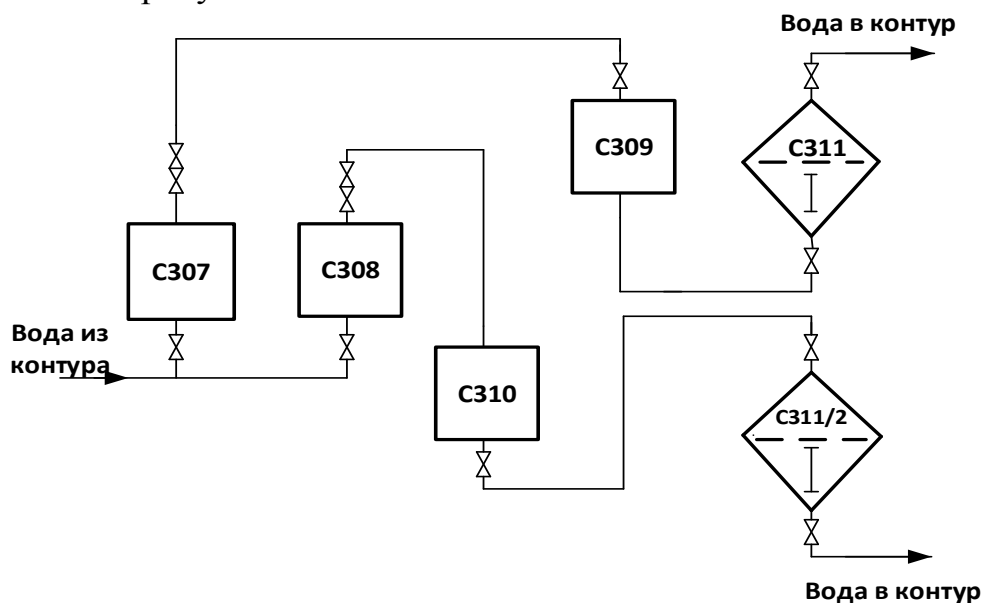 Вода в контур
С309
С311
С307
С308
Вода из
контура
С310
С311/2
Вода в контур